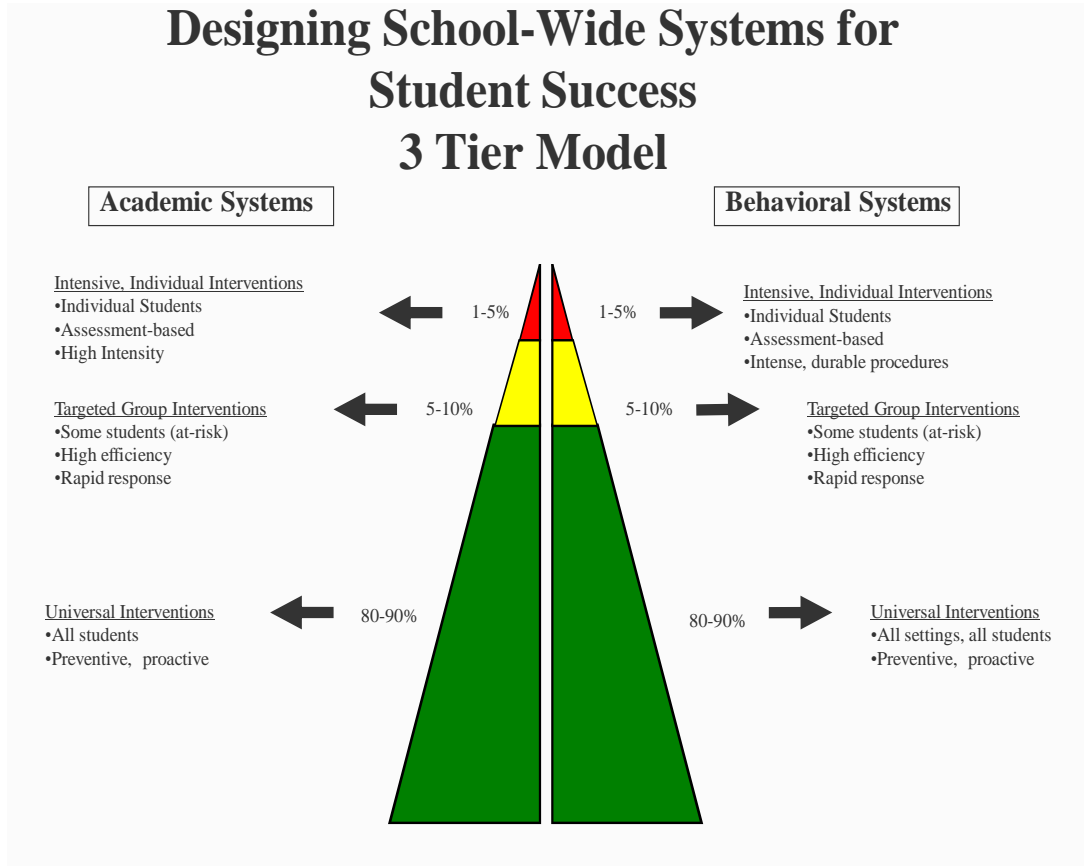 Designing School-Wide Systems for
Student Success
3 Tier Model
Academic Systems
Behavioral Systems
Intensive, Individual Interventions
•Individual Students
•Assessment-based
•High Intensity
1-5%
1-5%
Intensive, Individual Interventions
•Individual Students
•Assessment-based
•Intense, durable procedures
Targeted Group Interventions
•Some students (at-risk)
•High efficiency
•Rapid response
5-10%
5-10%
Targeted Group Interventions
•Some students (at-risk)
•High efficiency
•Rapid response
Universal Interventions
•All students
•Preventive, proactive
80-90%
80-90%
Universal Interventions
•All settings, all students
•Preventive, proactive